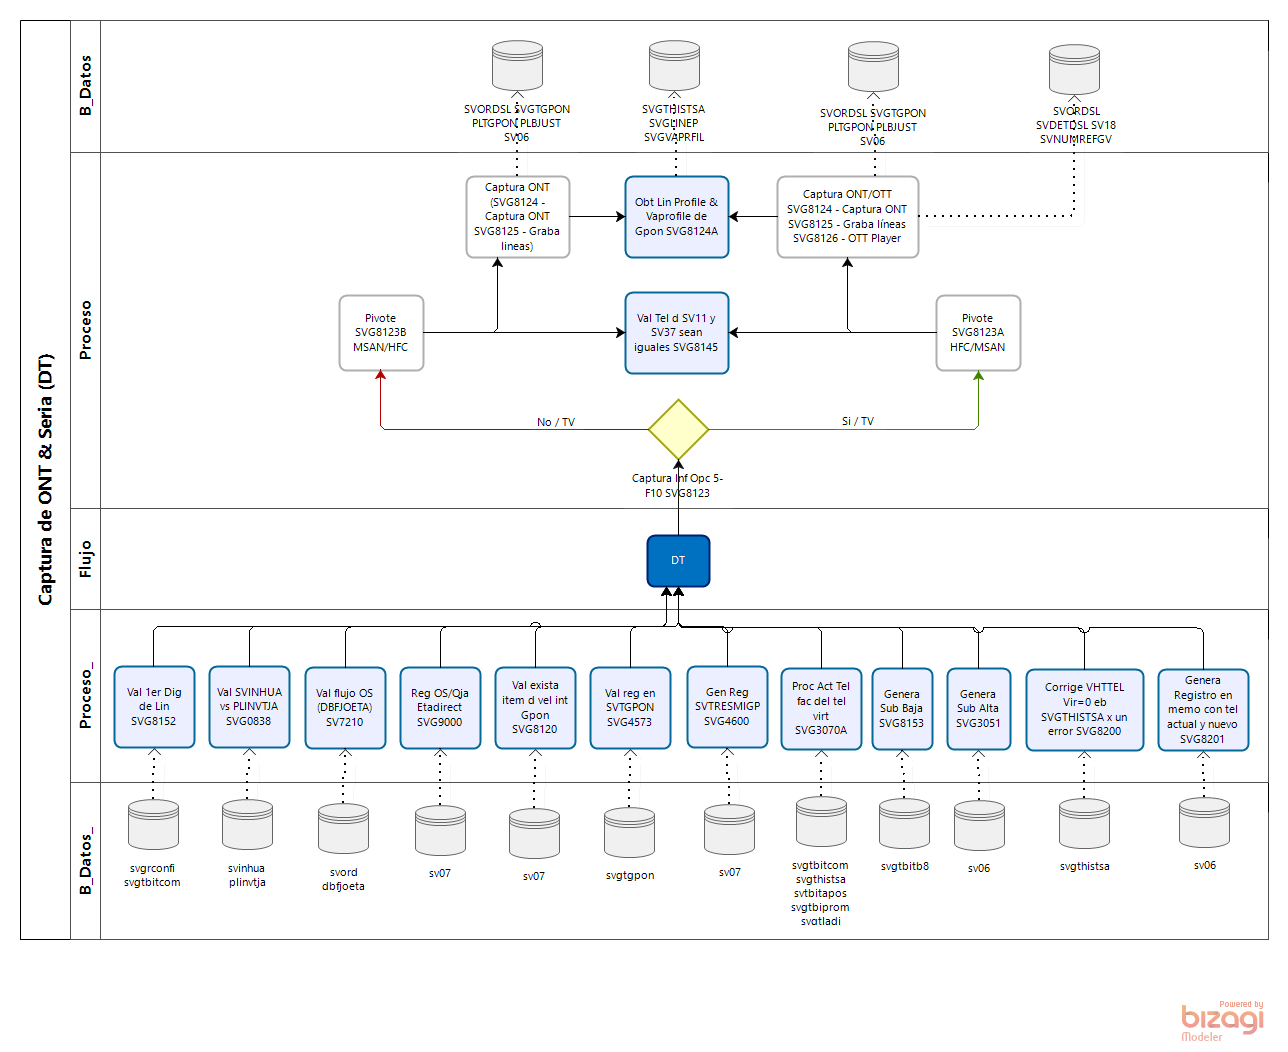 Captura de ONT & Seria (DT)
B_Datos
SVORDSL SVGTGPON
PLTGPON PLBJUST
SV06
SVGTHISTSA
SVGLINEP
SVGVAPRFIL
SVORDSL SVGTGPON
PLTGPON PLBJUST
SV06
SVORDSL
SVDETDSL SV18
SVNUMREFGV
Proceso
Captura ONT
(SVG8124 -
Captura ONT
SVG8125 - Graba
lineas)
Obt Lin Profile &
Vaprofile de
Gpon SVG8124A
Captura ONT/OTT
SVG8124 - Captura ONT
SVG8125 - Graba líneas
SVG8126 - OTT Player
Pivote
SVG8123B
MSAN/HFC
Val Tel d SV11 y
SV37 sean
iguales SVG8145
Pivote
SVG8123A
HFC/MSAN
No / TV
Si / TV
Captura Inf Opc 5-
F10 SVG8123
Flujo
DT
Proceso_
Val 1er Dig
de Lin
SVG8152
Val SVINHUA
vs PLINVTJA
SVG0838
Val flujo OS
(DBFJOETA)
SV7210
Reg OS/Qja
Etadirect
SVG9000
Val exista
item d vel int
Gpon
SVG8120
Val reg en
SVTGPON
SVG4573
Gen Reg
SVTRESMIGP
SVG4600
Proc Act Tel
fac del tel
virt
SVG3070A
Genera
Sub Baja
SVG8153
Genera
Sub Alta
SVG3051
Corrige VHTTEL
Vir=0 eb
SVGTHISTSA x un
error SVG8200
Genera
Registro en
memo con tel
actual y nuevo
SVG8201
B_Datos_
svgrconfi
svgtbitcom
svinhua
plinvtja
svord
dbfjoeta
sv07
sv07
svgtgpon
sv07
svgtbitcom
svgthistsa
svtbitapos
svgtbiprom
svatladi
svgtbitb8
sv06
svgthistsa
sv06
Powered by
bizagi
Modeler